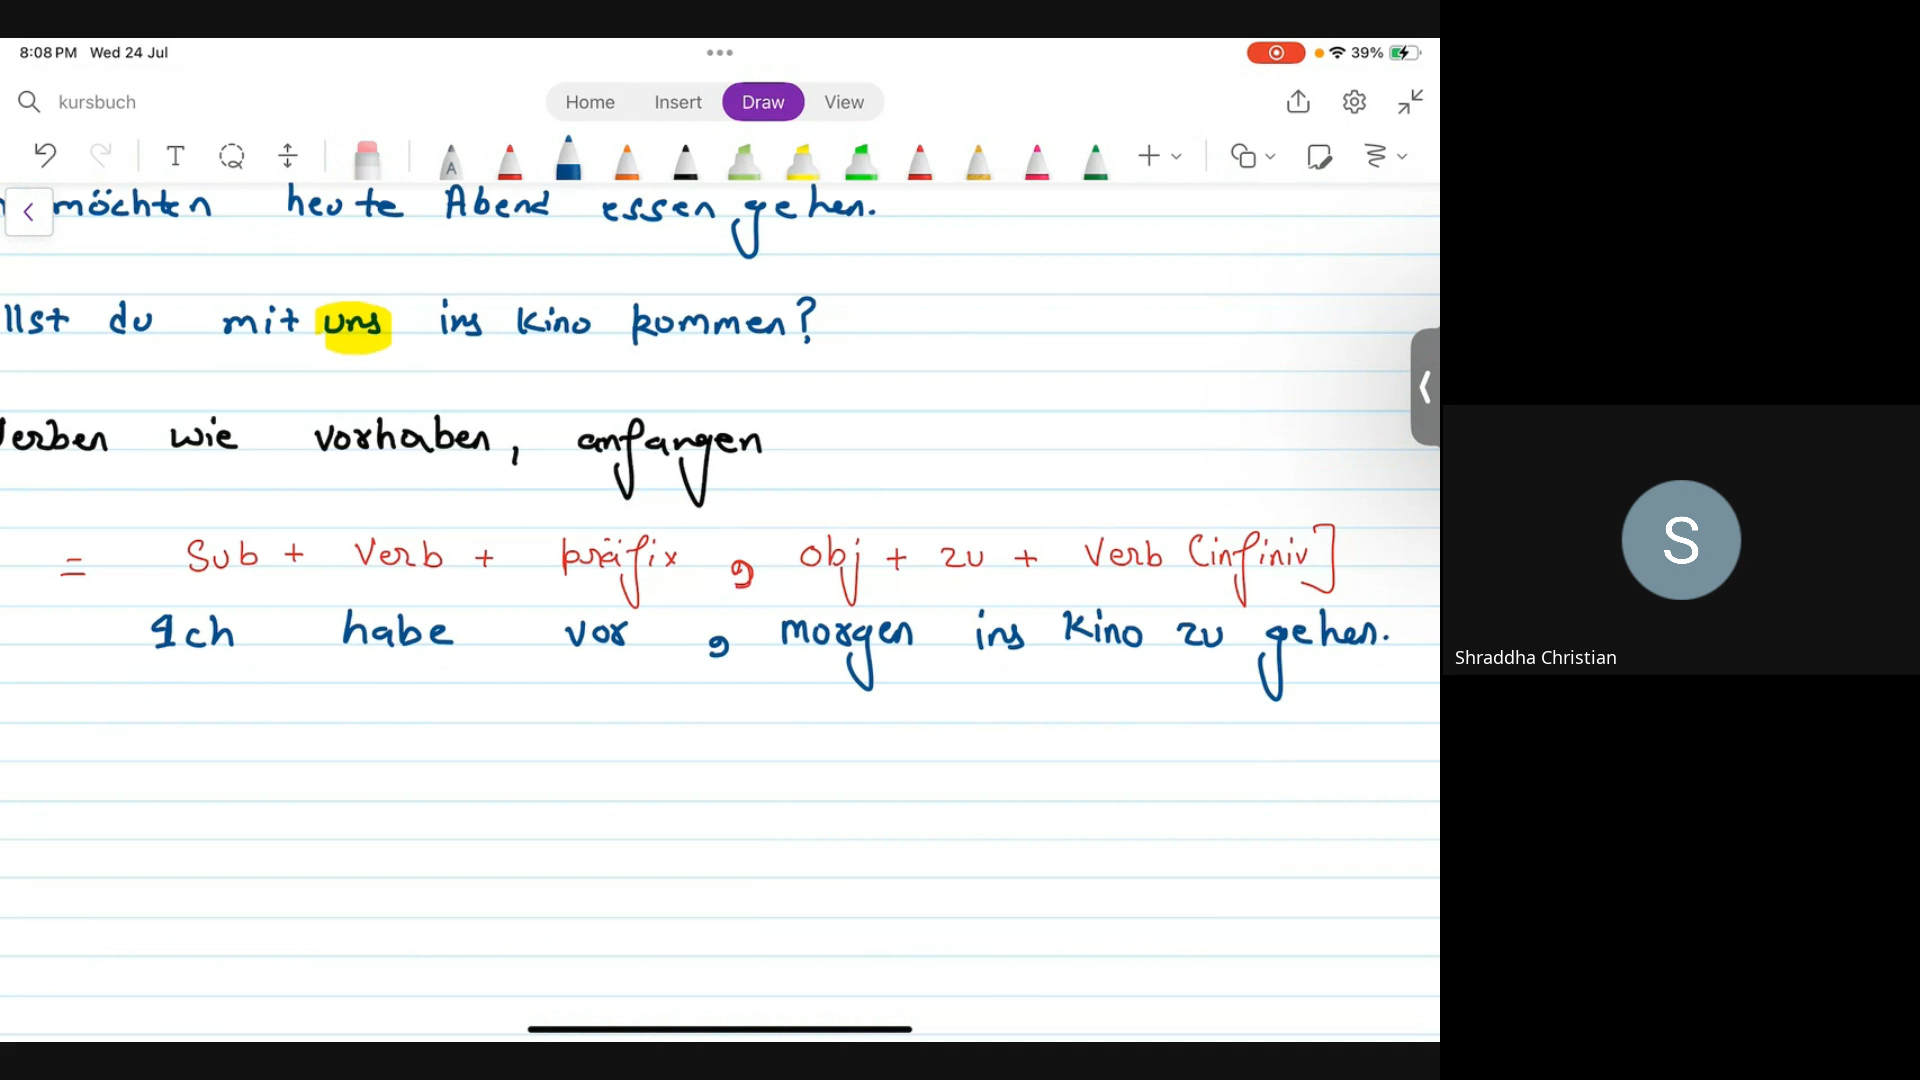 8:08 PM Wed 24 Jul
39%
kursbuch
Home Insert Draw View
möchten heute Abend essen gehen.
llst du mit uns ins Kino kommen?
Verben wie vorhaben, anfangen
= Sub + Verb + präfix , obj + zu + Verb (infiniv]
Ich habe vor , morgen ins Kino zu gehen.
S
Shraddha Christian